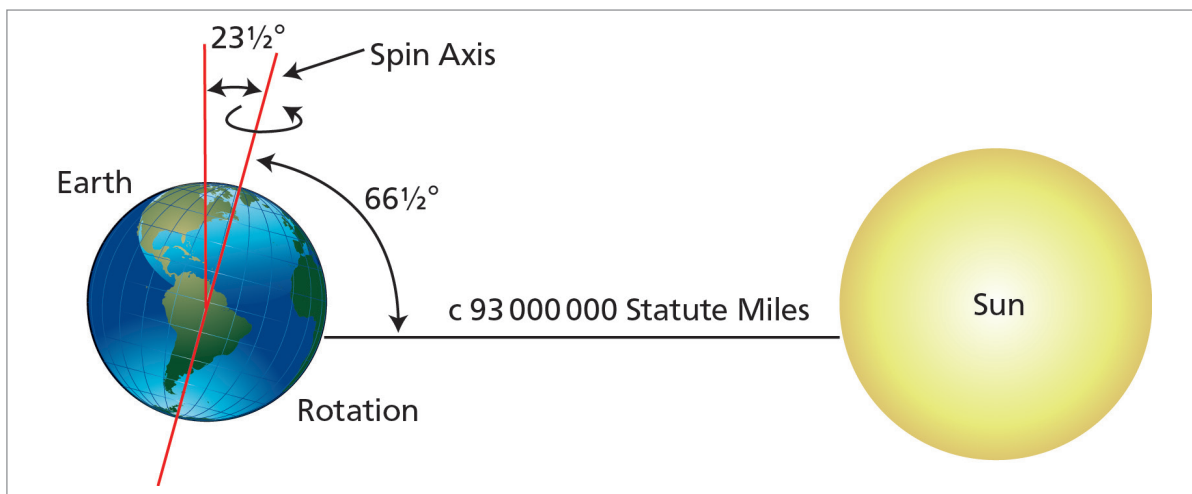 23½°
Spin Axis
Earth
66½°
c 93 000 000 Statute Miles
Sun
Rotation